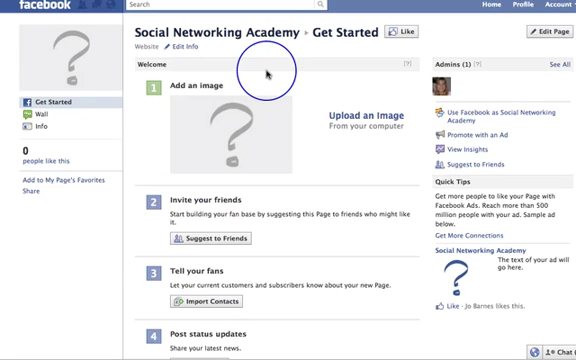 facebook
Search
Home Profile Account
Social Networking Academy ▸ Get Started
Like
Edit Page
Website Edit Info
Welcome
[?]
Admins (1) [?]
See All
1
Add an image
Upload an Image
From your computer
Get Started
Wall
Info
0
people like this
Add to My Page's Favorites
Share
Use Facebook as Social Networking
Academy
Promote with an Ad
View Insights
Suggest to Friends
2
Invite your friends
Start building your fan base by suggesting this Page to friends who might like
it.
Suggest to Friends
Quick Tips
Get more people to like your Page with
Facebook Ads. Reach more than 500
million people with your ad. Sample ad
below.
Get More Connections
Social Networking Academy
The text of your ad will
go here.
Like · Jo Barnes likes this.
3
Tell your fans
Let your current customers and subscribers know about your new Page.
Import Contacts
4
Post status updates
Share your latest news.
Chat (